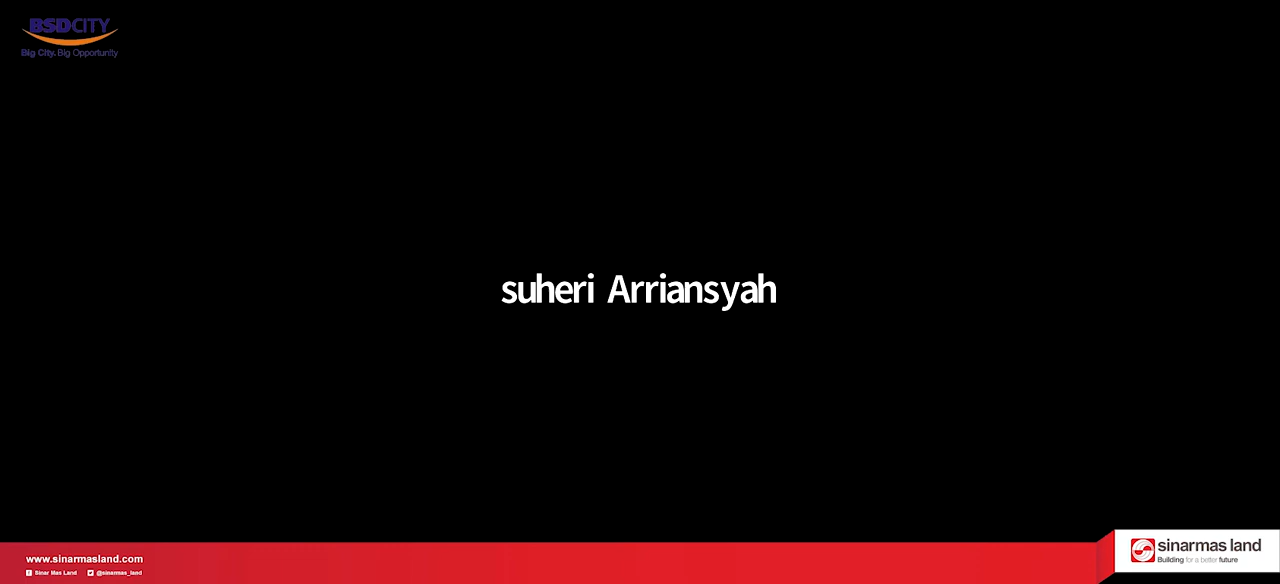 BSDCITY
Big City. Big Opportunity
suheri Arriansyah
www.sinarmasland.com
Sinar Mas Land @sinarmas_land
sinarmas land
Building for a better future